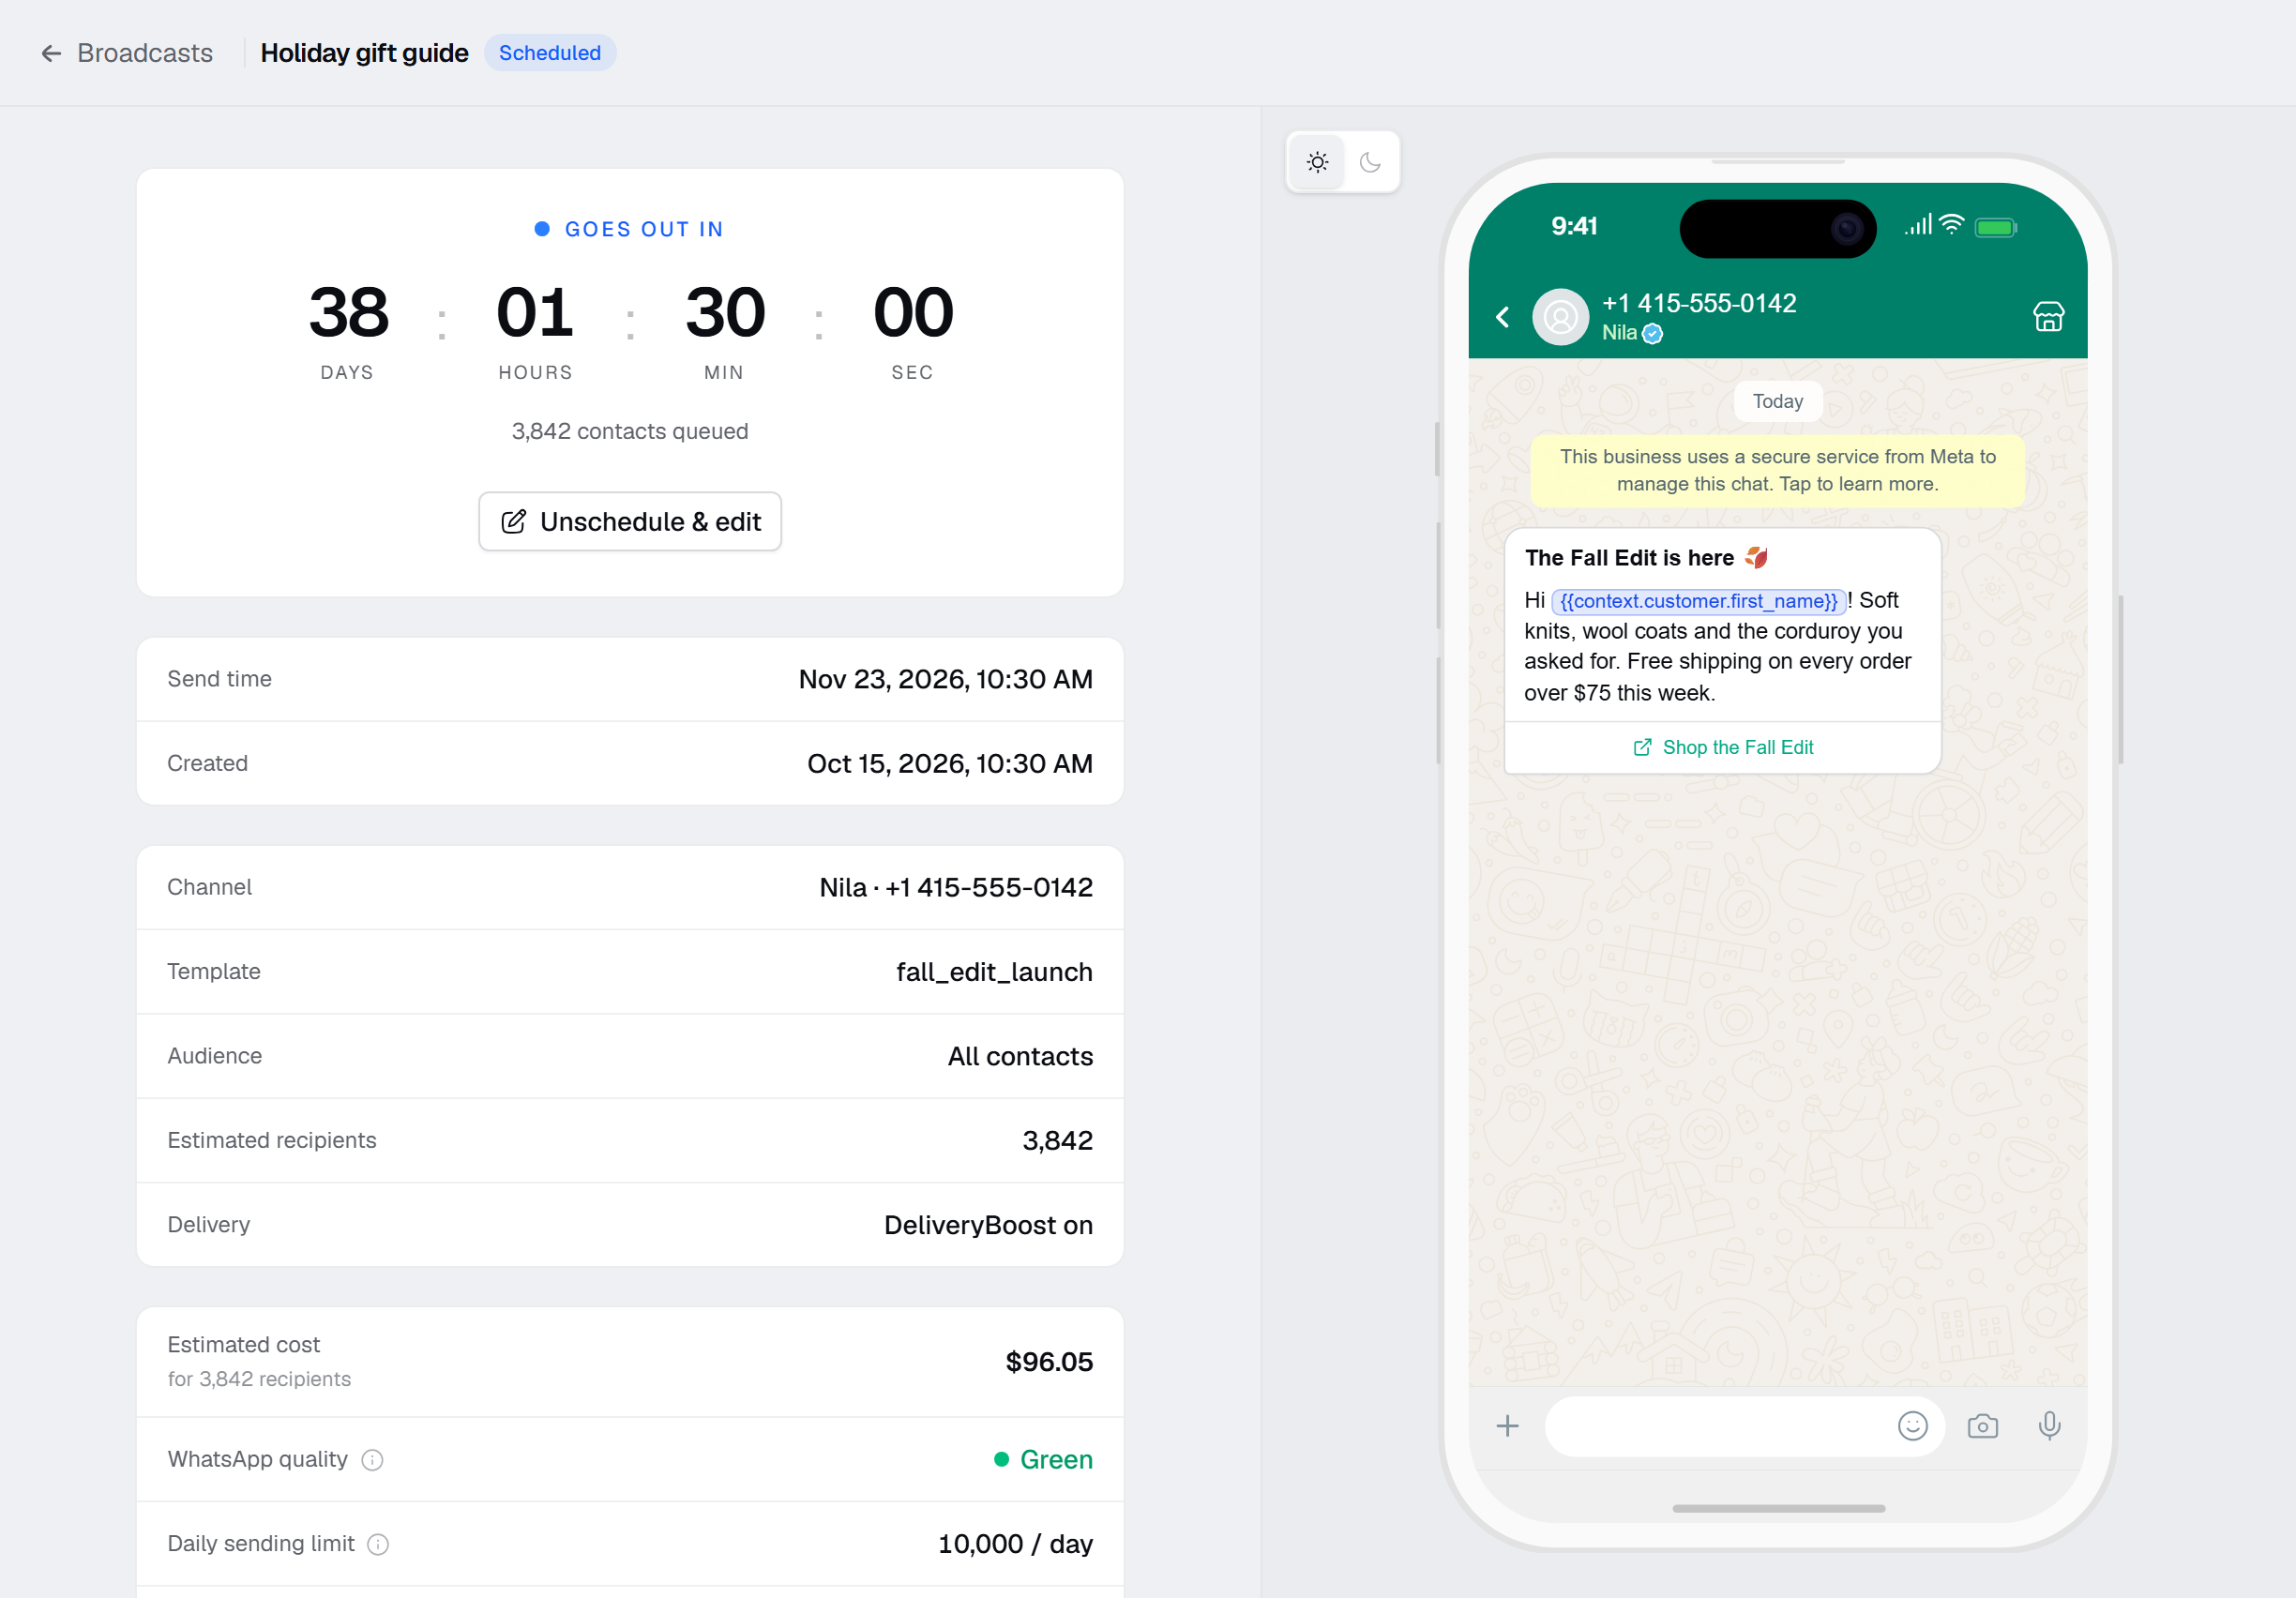 Broadcasts
Holiday gift guide
Scheduled
GOES OUT IN
38 : 01 : 30 : 00
DAYS HOURS MIN SEC
3,842 contacts queued
Unschedule & edit
Send time
Nov 23, 2026, 10:30 AM
Created
Oct 15, 2026, 10:30 AM
Channel
Nila · +1 415-555-0142
Template
fall_edit_launch
Audience
All contacts
Estimated recipients
3,842
Delivery
DeliveryBoost on
Estimated cost
for 3,842 recipients
$96.05
WhatsApp quality
Green
Daily sending limit
10,000 / day
9:41
+1 415-555-0142
Nila
Today
This business uses a secure service from Meta to
manage this chat. Tap to learn more.
The Fall Edit is here 🍂
Hi {{context.customer.first_name}}! Soft
knits, wool coats and the corduroy you
asked for. Free shipping on every order
over $75 this week.
Shop the Fall Edit